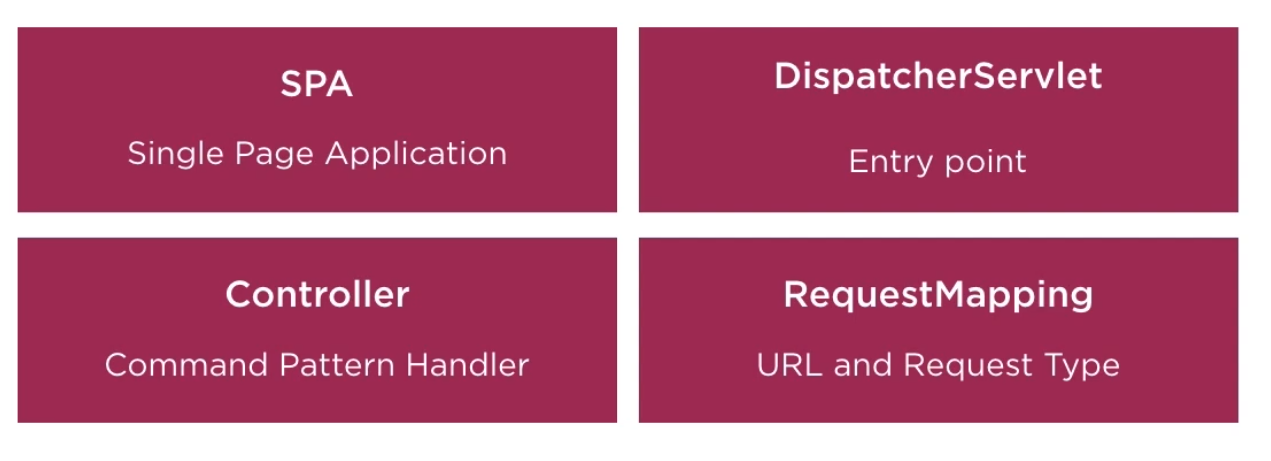 SPA
Single Page Application
DispatcherServlet
Entry point
Controller
Command Pattern Handler
RequestMapping
URL and Request Type